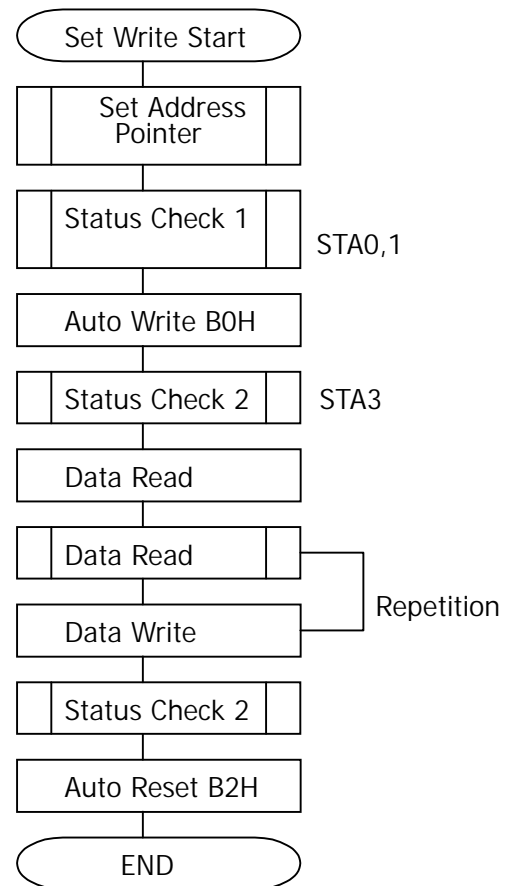 Set Write Start
Set Address
Pointer
Status Check 1
STA0,1
Auto Write B0H
Status Check 2
STA3
Data Read
Data Read
Repetition
Data Write
Status Check 2
Auto Reset B2H
END